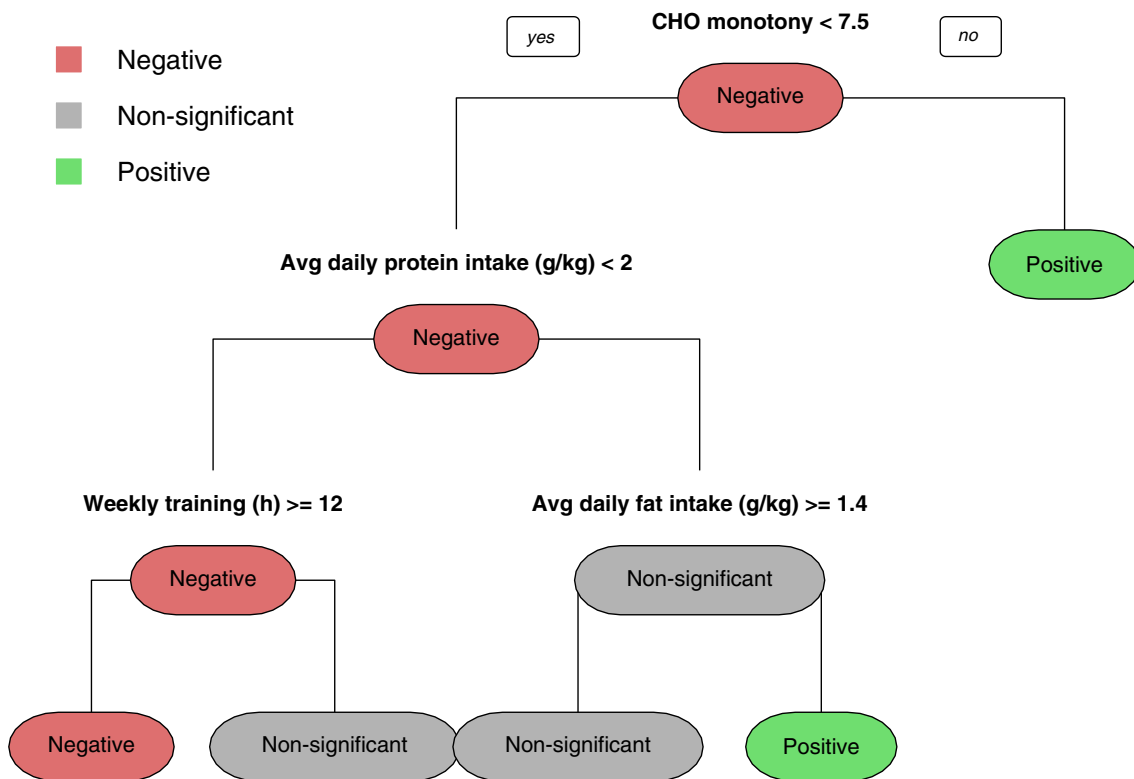 CHO monotony < 7.5
yes
no
Negative
Negative
Non-significant
Positive
Positive
Avg daily protein intake (g/kg) < 2
Negative
Weekly training (h) >= 12
Avg daily fat intake (g/kg) >= 1.4
Negative
Non-significant
Negative
Non-significant
Non-significant
Positive